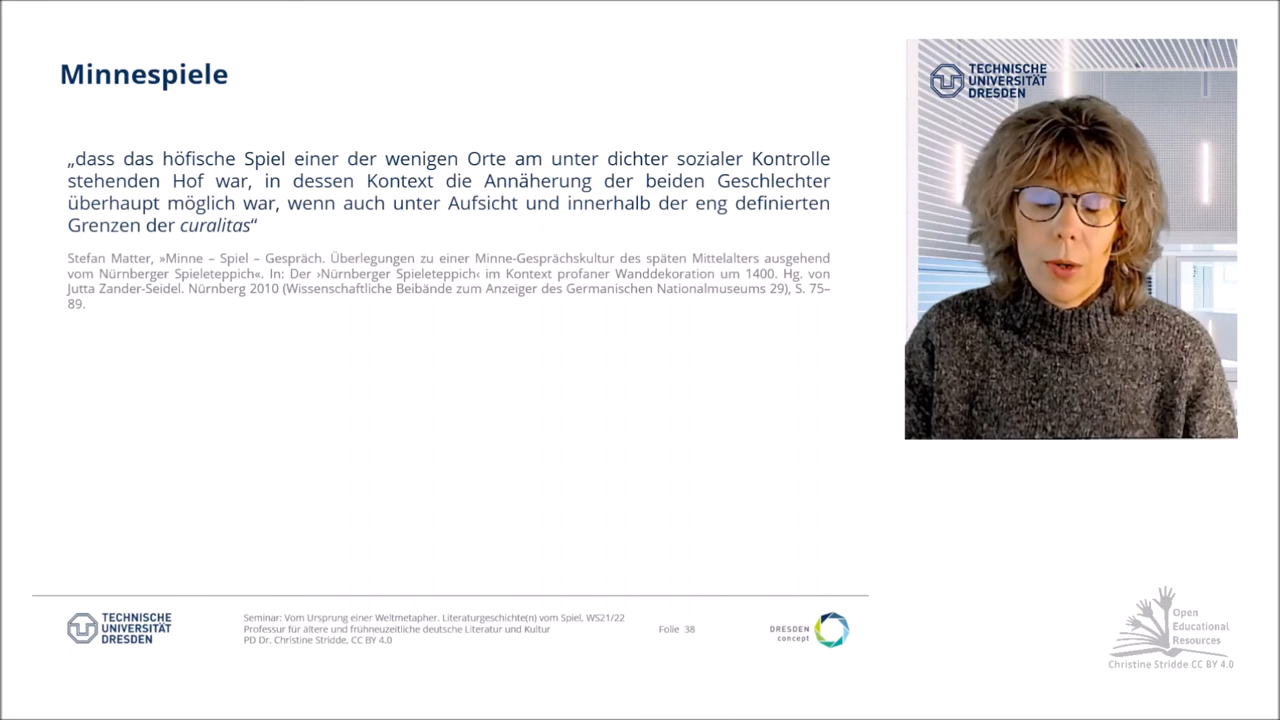 Minnespiele
„dass das höfische Spiel einer der wenigen Orte am unter dichter sozialer Kontrolle
stehenden Hof war, in dessen Kontext die Annäherung der beiden Geschlechter
überhaupt möglich war, wenn auch unter Aufsicht und innerhalb der eng definierten
Grenzen der curalitas“
Stefan Matter, »Minne – Spiel – Gespräch. Überlegungen zu einer Minne-Gesprächskultur des späten Mittelalters ausgehend
vom Nürnberger Spieleteppich«. In: Der ›Nürnberger Spieleteppich‹ im Kontext profaner Wanddekoration um 1400. Hg. von
Jutta Zander-Seidel. Nürnberg 2010 (Wissenschaftliche Beibände zum Anzeiger des Germanischen Nationalmuseums 29), S. 75–
89.
TECHNISCHE
UNIVERSITÄT
DRESDEN
TECHNISCHE
UNIVERSITÄT
DRESDEN
Seminar: Vom Ursprung einer Weltmetapher. Literaturgeschichte(n) vom Spiel, WS21/22
Professur für ältere und frühneuzeitliche deutsche Literatur und Kultur
PD Dr. Christine Stridde, CC BY 4.0
Folie 38
DRESDEN
concept
Open
Educational
Resources
Christine Stridde CC BY 4.0